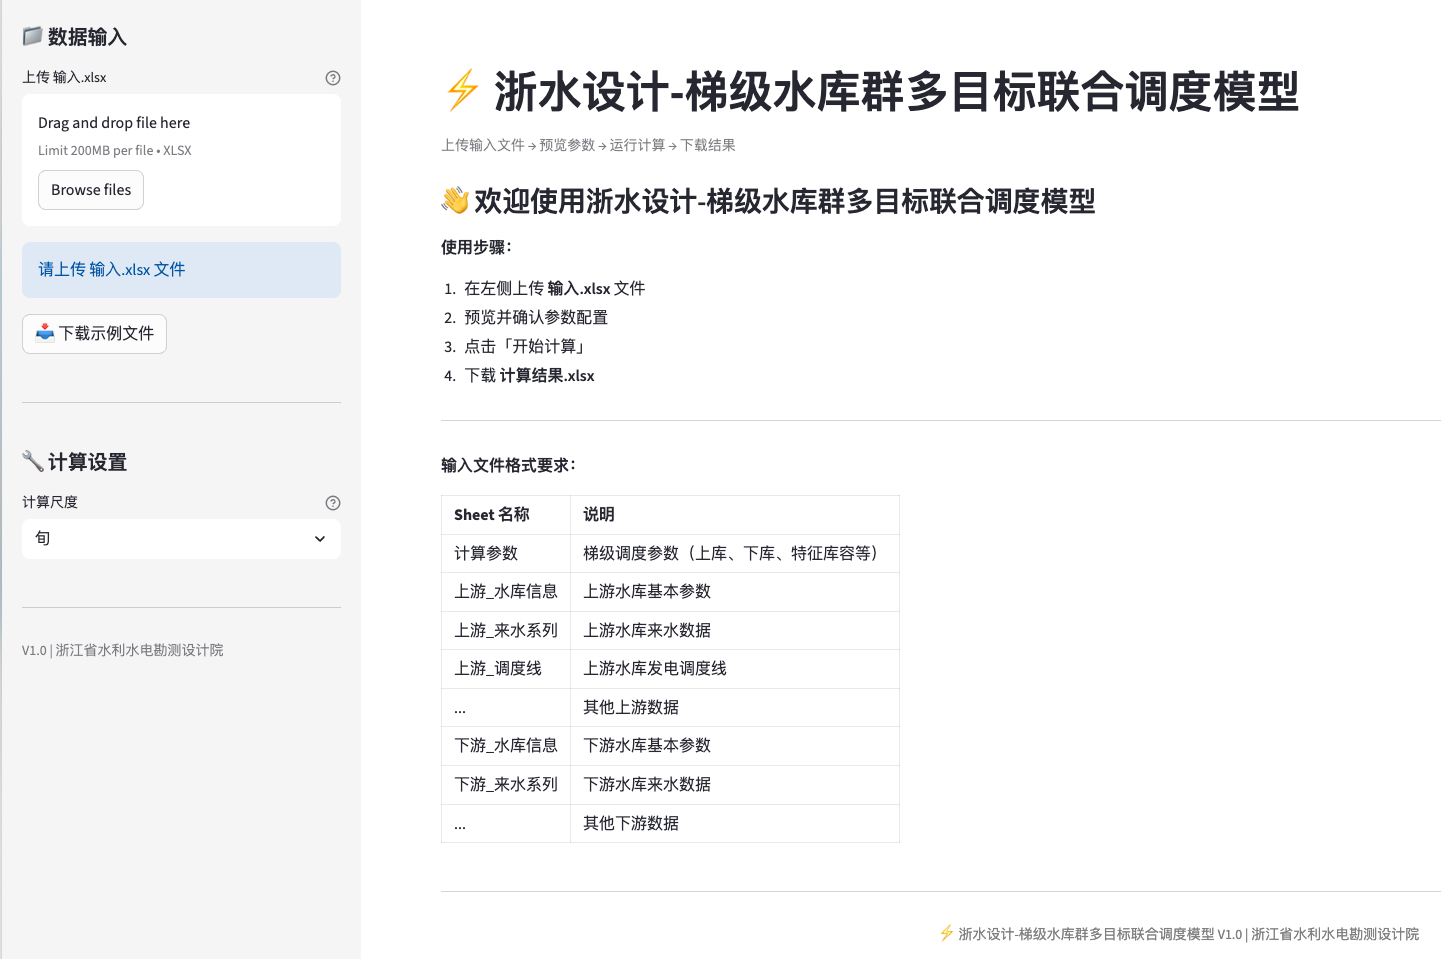 数据输入
上传 输入.xlsx
Drag and drop file here
Limit 200MB per file • XLSX
Browse files
请上传 输入.xlsx 文件
下载示例文件
计算设置
计算尺度
旬
V1.0 | 浙江省水利水电勘测设计院
浙水设计-梯级水库群多目标联合调度模型
上传输入文件 → 预览参数 → 运行计算 → 下载结果
欢迎使用浙水设计-梯级水库群多目标联合调度模型
使用步骤：
1. 在左侧上传 输入.xlsx 文件
2. 预览并确认参数配置
3. 点击「开始计算」
4. 下载 计算结果.xlsx
输入文件格式要求：
Sheet 名称 说明
计算参数 梯级调度参数（上库、下库、特征库容等）
上游_水库信息 上游水库基本参数
上游_来水系列 上游水库来水数据
上游_调度线 上游水库发电调度线
... 其他上游数据
下游_水库信息 下游水库基本参数
下游_来水系列 下游水库来水数据
... 其他下游数据
浙水设计-梯级水库群多目标联合调度模型 V1.0 | 浙江省水利水电勘测设计院